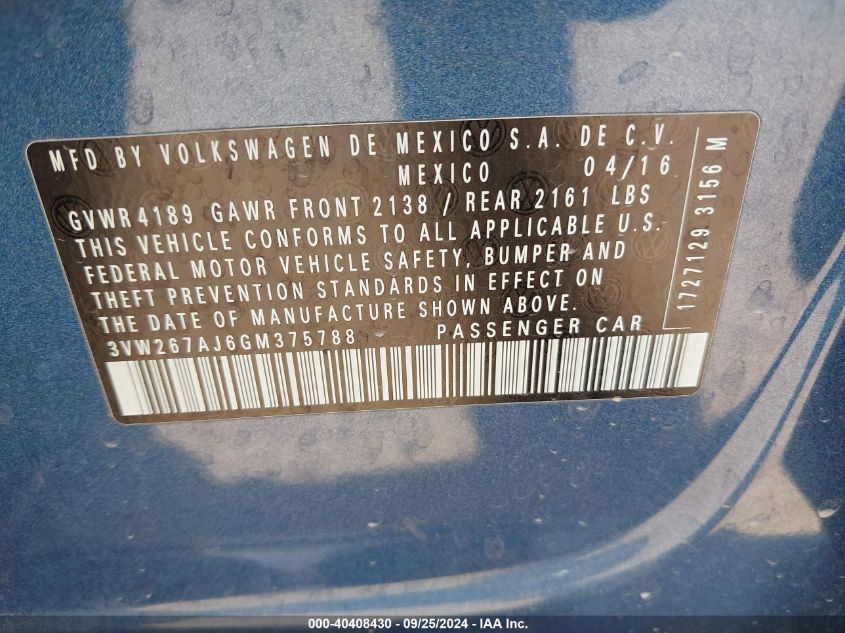 MFD BY VOLKSWAGEN DE MEXICO S.A. DE C.V.
MEXICO 04/16
GVWR 4189 GAWR FRONT 2138 / REAR 2161 LBS
THIS VEHICLE CONFORMS TO ALL APPLICABLE U.S.
FEDERAL MOTOR VEHICLE SAFETY, BUMPER AND
THEFT PREVENTION STANDARDS IN EFFECT ON
THE DATE OF MANUFACTURE SHOWN ABOVE.
3VW267AJ6GM375788 PASSENGER CAR
1727129 3156 M
000-40408430 - 09/25/2024 - IAA Inc.